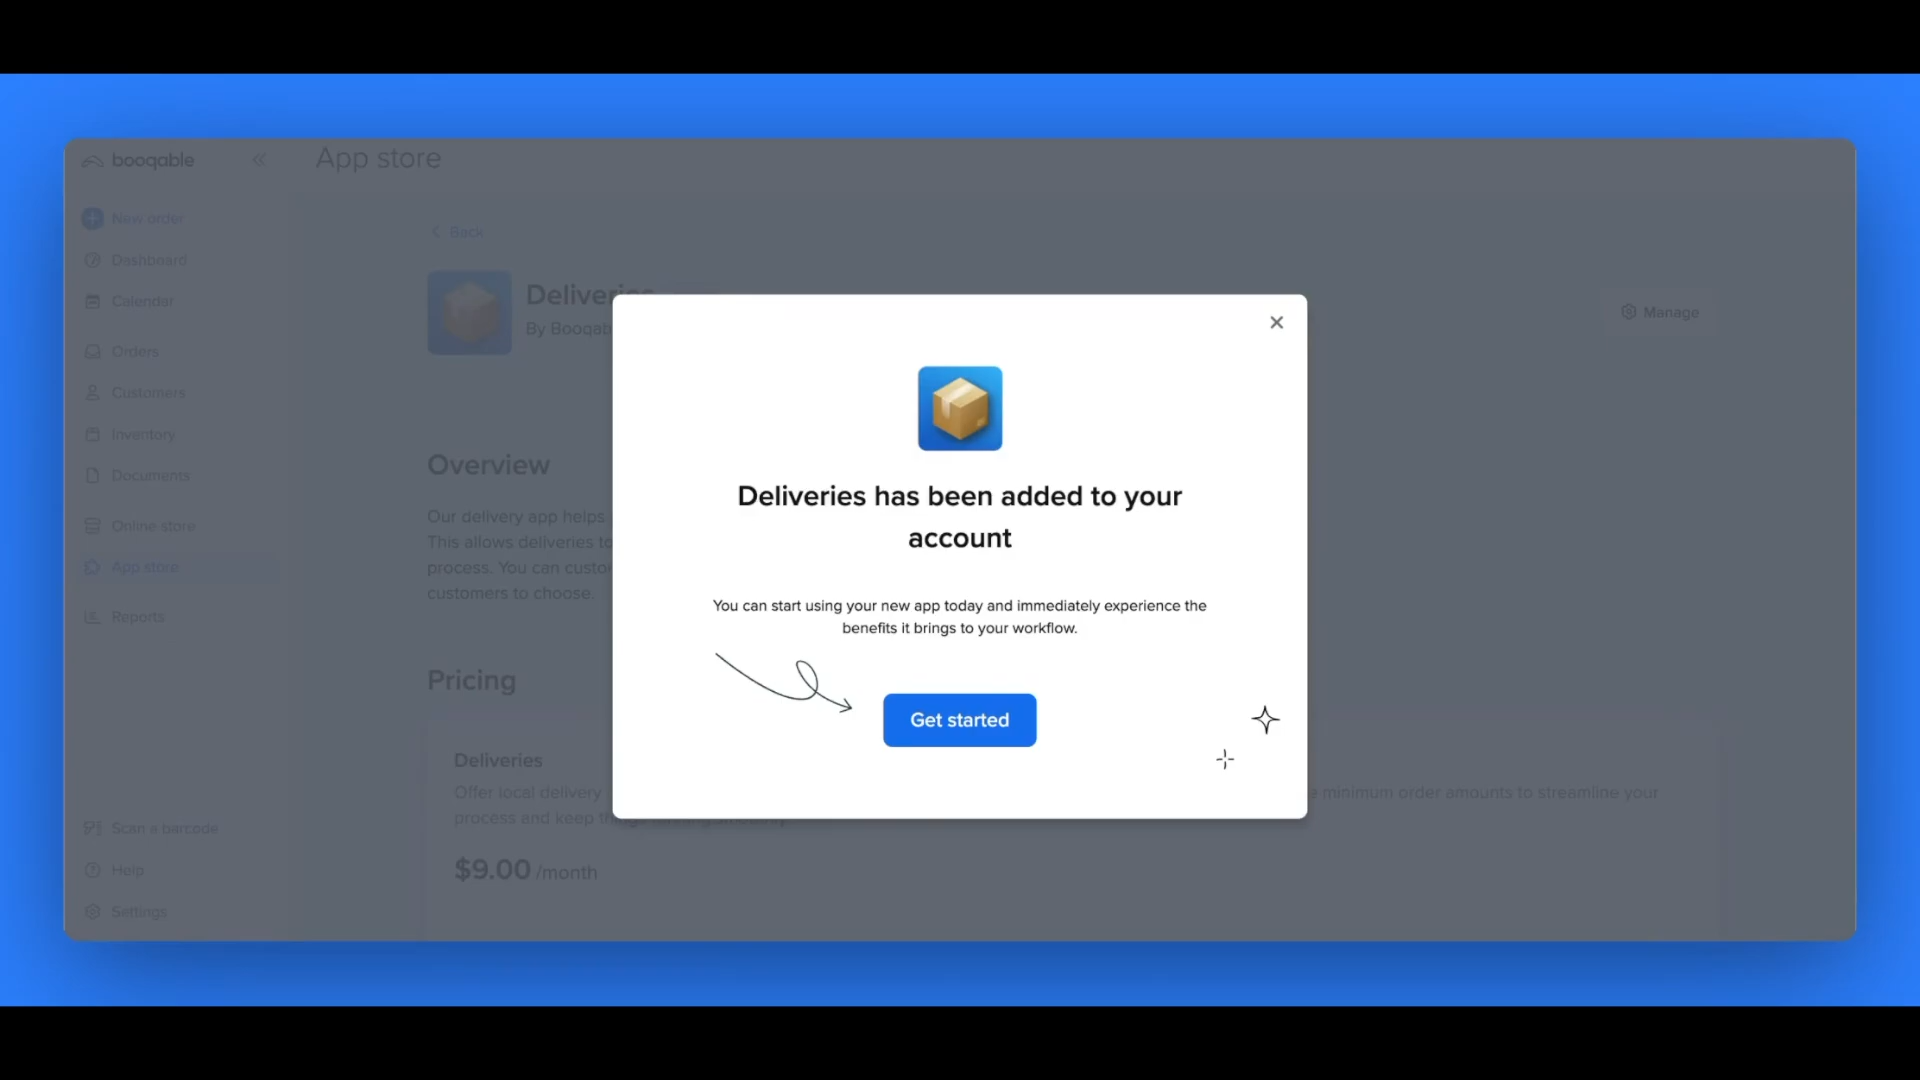 booqable
App store
New order
Dashboard
Calendar
Orders
Customers
Inventory
Documents
Online store
App store
Reports
Scan a barcode
Help
Settings
Back
Deliveries
By Booqab
Manage
Overview
Our delivery app helps
This allows deliveries to
process. You can custo
customers to choose.
Pricing
Deliveries
Offer local delivery
minimum order amounts to streamline your
process and keep
$9.00 /month
Deliveries has been added to your
account
You can start using your new app today and immediately experience the
benefits it brings to your workflow.
Get started